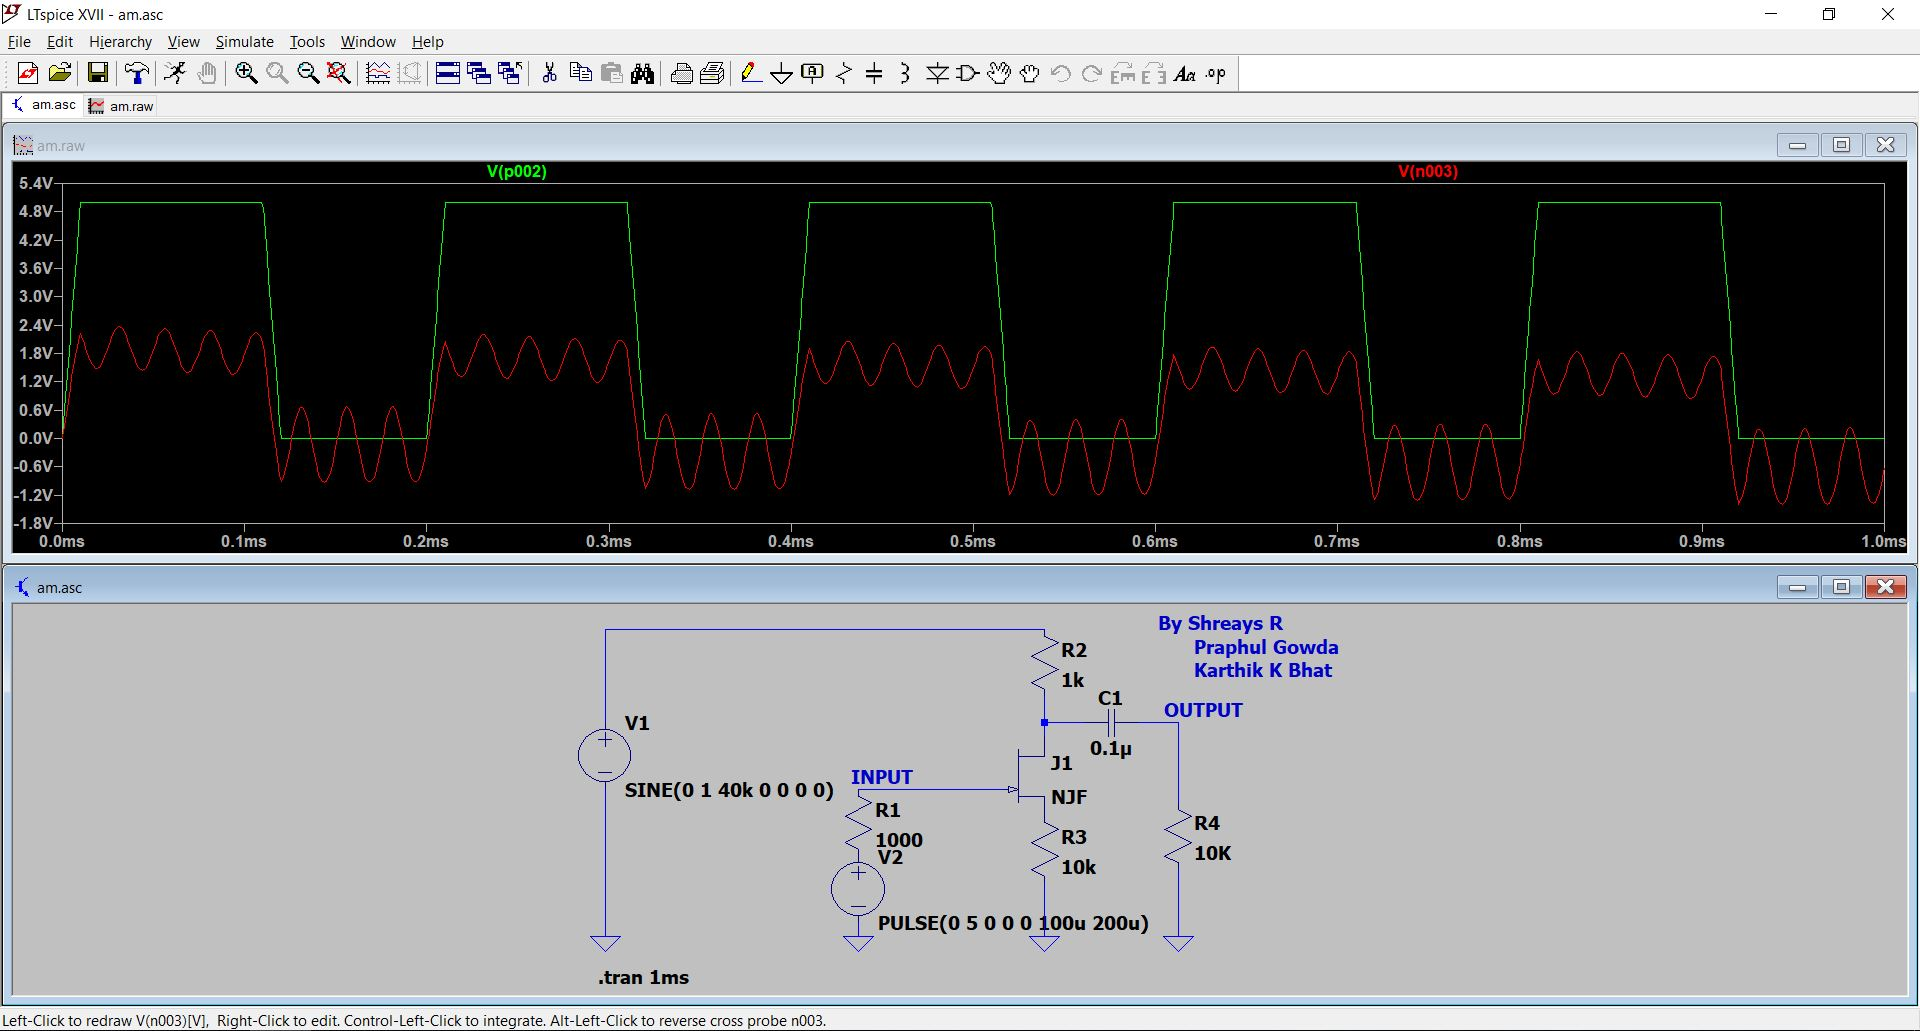 LTspice XVII - am.asc
File Edit Hierarchy View Simulate Tools Window Help
am.asc am.raw
am.raw
V(p002) V(n003)
5.4V
4.8V
4.2V
3.6V
3.0V
2.4V
1.8V
1.2V
0.6V
0.0V
-0.6V
-1.2V
-1.8V
0.0ms 0.1ms 0.2ms 0.3ms 0.4ms 0.5ms 0.6ms 0.7ms 0.8ms 0.9ms 1.0ms
am.asc
By Shreays R
Praphul Gowda
Karthik K Bhat
R2
1k
C1
OUTPUT
0.1µ
V1
SINE(0 1 40k 0 0 0 0)
INPUT
J1
NJF
R1
1000
V2
R3
10k
R4
10K
PULSE(0 5 0 0 0 100u 200u)
.tran 1ms
Left-Click to redraw V(n003)[V], Right-Click to edit. Control-Left-Click to integrate. Alt-Left-Click to reverse cross probe n003.